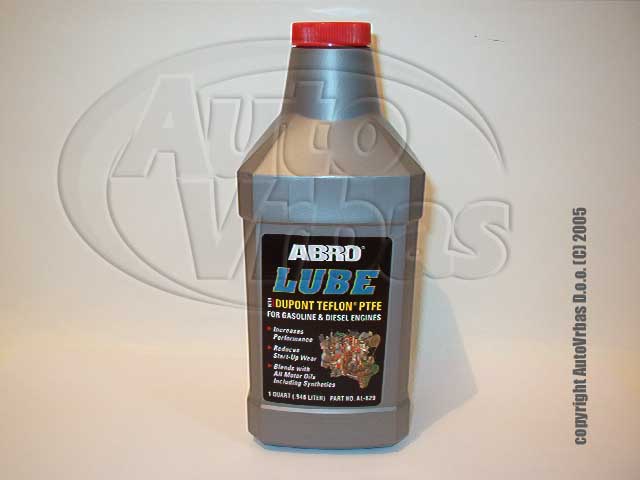 Auto
Vrbas
ABRO®
LUBE
WITH DUPONT TEFLON® PTFE
FOR GASOLINE & DIESEL ENGINES
Increases
Performance
Reduces
Start-Up Wear
Blends with
All Motor Oils
Including Synthetics
1 QUART (.946 LITER) PART NO. AL-629
copyright AutoVrbas D.o.o. (C) 2005